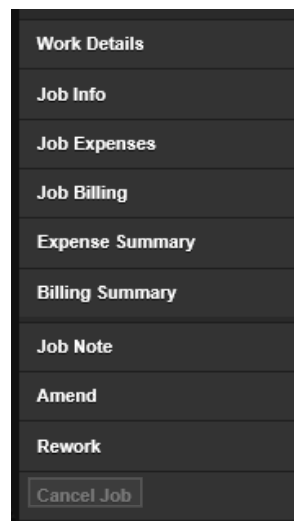 Work Details
Job Info
Job Expenses
Job Billing
Expense Summary
Billing Summary
Job Note
Amend
Rework
Cancel Job